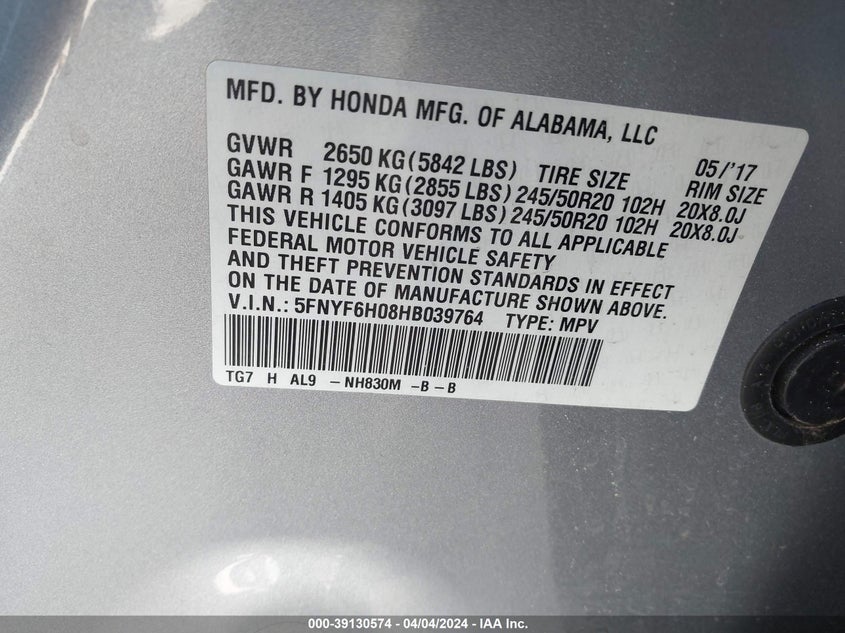 MFD. BY HONDA MFG. OF ALABAMA, LLC
05/'17
GVWR 2650 KG (5842 LBS) TIRE SIZE RIM SIZE
GAWR F 1295 KG (2855 LBS) 245/50R20 102H 20X8.0J
GAWR R 1405 KG (3097 LBS) 245/50R20 102H 20X8.0J
THIS VEHICLE CONFORMS TO ALL APPLICABLE
FEDERAL MOTOR VEHICLE SAFETY
AND THEFT PREVENTION STANDARDS IN EFFECT
ON THE DATE OF MANUFACTURE SHOWN ABOVE.
V.I.N.: 5FNYF6H08HB039764 TYPE: MPV
TG7 H AL9 - NH830M - B - B
000-39130574 - 04/04/2024 - IAA Inc.